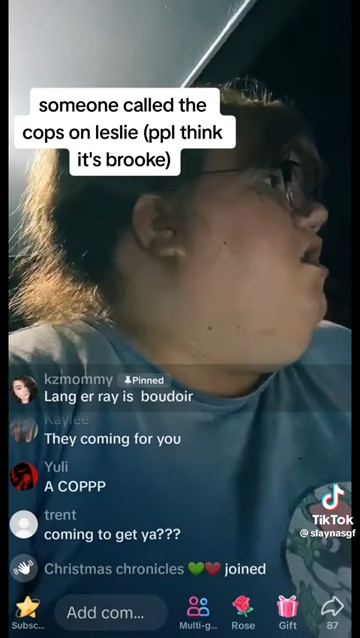 someone called the
cops on leslie (ppl think
it's brooke)
kzmommy Pinned
Lang er ray is boudoir
Kaylee
They coming for you
Yuli
A COPPP
trent
coming to get ya???
Christmas chronicles 💚❤️ joined
TikTok
@slaynasgf
Subsc...
Add com...
Multi-g...
Rose
Gift
87